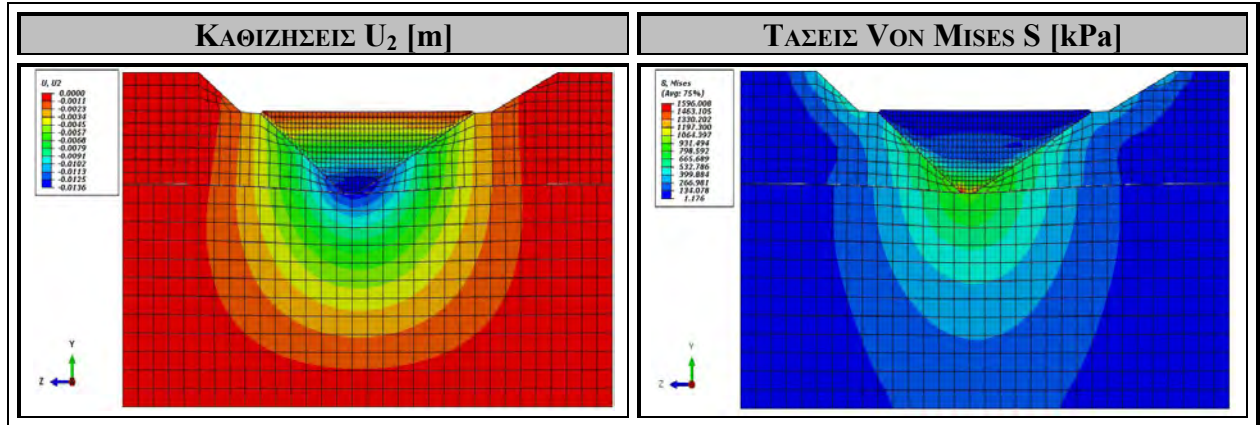 ΚΑΘΙΖΗΣΕΙΣ U2 [m]
ΤΑΣΕΙΣ VON MISES S [kPa]
U, U2
0.0000
-0.0011
-0.0023
-0.0034
-0.0045
-0.0057
-0.0068
-0.0079
-0.0091
-0.0102
-0.0113
-0.0125
-0.0136
Y
Z
S, Mises
(Avg: 75%)
1596.008
1463.105
1330.202
1197.300
1064.397
931.494
798.592
665.689
532.786
399.884
266.981
134.078
1.176
Y
Z